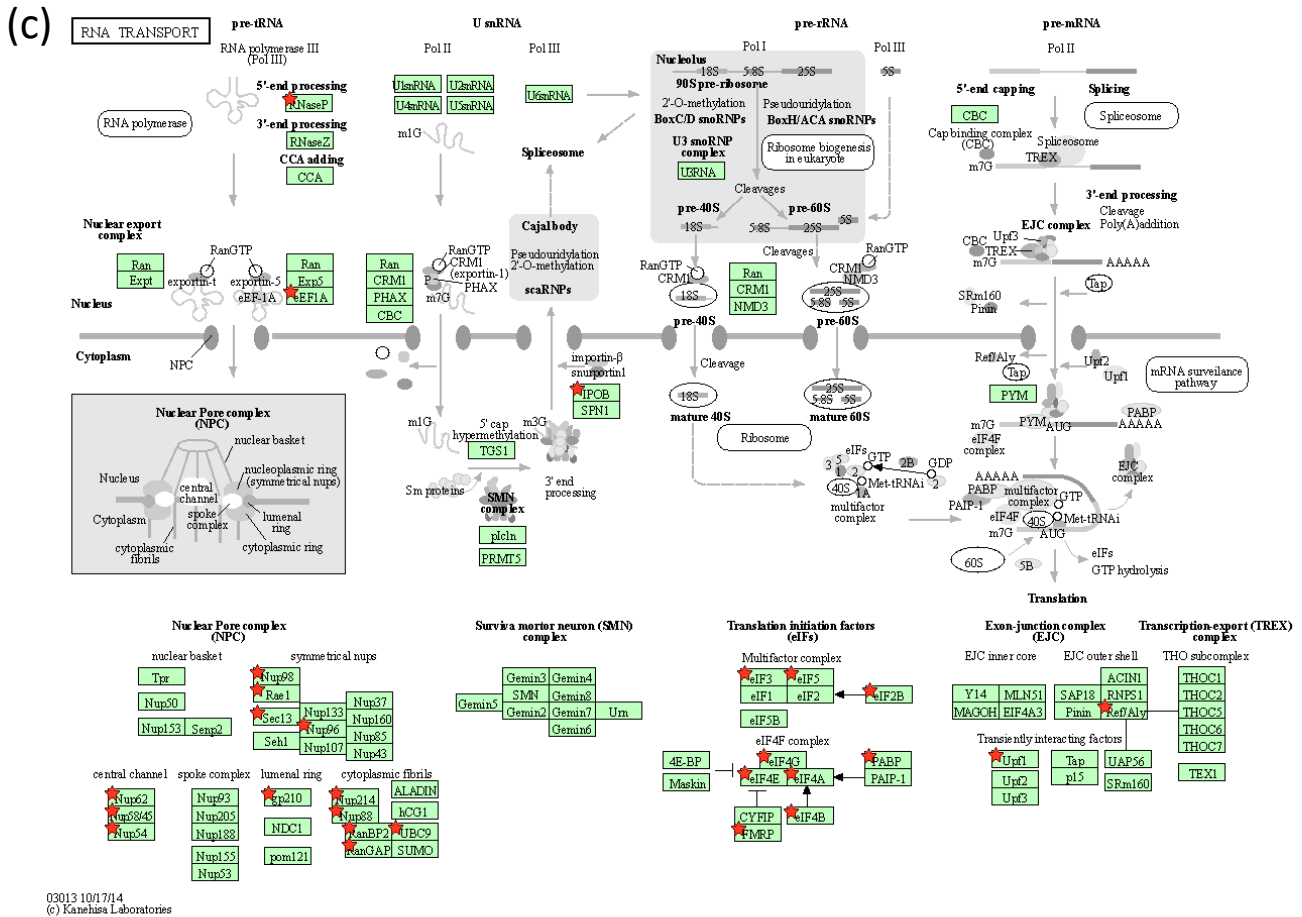 (c)
RNA TRANSPORT
pre-tRNA
RNA polymerase III
(Pol III)
5'-end processing
RNaseP
3'-end processing
RNaseZ
CCA adding
CCA
RNA polymerase
Nuclear export
complex
Ran
Expt
RanGTP
exportin-t
exportin-5
eEF-1A
Ran
Exp5
eEF1A
Nucleus
Cytoplasm
NPC
U snRNA
Pol II
Pol III
U1snRNA
U2snRNA
U4snRNA
U5snRNA
U6snRNA
m1G
Spliceosome
Cajal body
Pseudouridylation
2'-O-methylation
scaRNPs
Ran
CRM1
PHAX
CBC
RanGTP
CRM1
(exportin-1)
P
PHAX
m7G
importin-β
snurportin1
IPOB
SPN1
m1G
5' cap
hypermethylation
TGS1
m3G
Sm proteins
3' end
processing
SMN
complex
pIcln
PRMT5
pre-rRNA
Pol I
Pol III
Nucleolus
18S
5.8S
25S
5S
90S pre-ribosome
2'-O-methylation
BoxC/D snoRNPs
Pseudouridylation
BoxH/ACA snoRNPs
U3 snoRNP
complex
U3RNA
Ribosome biogenesis
in eukaryote
Cleavages
pre-40S
18S
pre-60S
5.8S
25S
5S
Cleavages
RanGTP
CRM1
18S
Ran
CRM1
NMD3
RanGTP
CRM1
NMD3
25S
5.8S
5S
pre-40S
pre-60S
Cleavage
18S
mature 40S
25S
5.8S
5S
mature 60S
Ribosome
eIFs
3
5
1
2
GTP
2B
GDP
2
Met-tRNAi
40S
1A
multifactor
complex
pre-mRNA
Pol II
5'-end capping
Splicing
CBC
Cap binding complex
(CBC)
Spliceosome
Spliceosome
TREX
m7G
3'-end processing
Cleavage
Poly(A)addition
EJC complex
CBC
Upf3
TREX
m7G
AAAAA
Tap
SRm160
Pinin
Ref/Aly
Tap
Upf2
Upf1
mRNA surveilance
pathway
PYM
PYM
AUG
PABP
AAAAA
m7G
eIF4F
complex
EJC
complex
AAAAA
PABP
PAIP-1
multifactor
complex
GTP
eIF4F
40S
Met-tRNAi
m7G
AUG
60S
5B
eIFs
GTP hydrolysis
Translation
Nuclear Pore complex
(NPC)
nuclear basket
Nucleus
nucleoplasmic ring
(symmetrical nups)
central
channel
spoke
complex
Cytoplasm
lumenal
ring
cytoplasmic
fibrils
cytoplasmic ring
Nuclear Pore complex
(NPC)
nuclear basket
symmetrical nups
Tpr
Nup50
Nup153
Senp2
Nup98
Rae1
Sec13
Seh1
Nup133
Nup96
Nup107
Nup37
Nup160
Nup85
Nup43
central channel
spoke complex
lumenal ring
cytoplasmic fibrils
Nup62
Nup58/45
Nup54
Nup93
Nup205
Nup188
Nup155
Nup53
gp210
NDC1
pom121
Nup214
Nup88
RanBP2
RanGAP
ALADIN
hCG1
UBC9
SUMO
Surviva mortor neuron (SMN)
complex
Gemin5
Gemin3
Gemin4
SMN
Gemin8
Gemin2
Gemin7
Unr
Gemin6
Translation initiation factors
(eIFs)
Multifactor complex
eIF3
eIF5
eIF1
eIF2
eIF2B
eIF5B
eIF4F complex
4E-BP
Maskin
eIF4G
eIF4E
eIF4A
PABP
PAIP-1
CYFIP
FMRP
eIF4B
Exon-junction complex
(EJC)
EJC inner core
EJC outer shell
Y14
MLN51
MAGOH
EIF4A3
ACIN1
SAP18
RNPS1
Pinin
Ref/Aly
Transiently interacting factors
Upf1
Upf2
Upf3
Tap
p15
UAP56
SRm160
Transcription-export (TREX)
complex
THO subcomplex
THOC1
THOC2
THOC5
THOC6
THOC7
TEX1
03013 10/17/14
(c) Kanehisa Laboratories